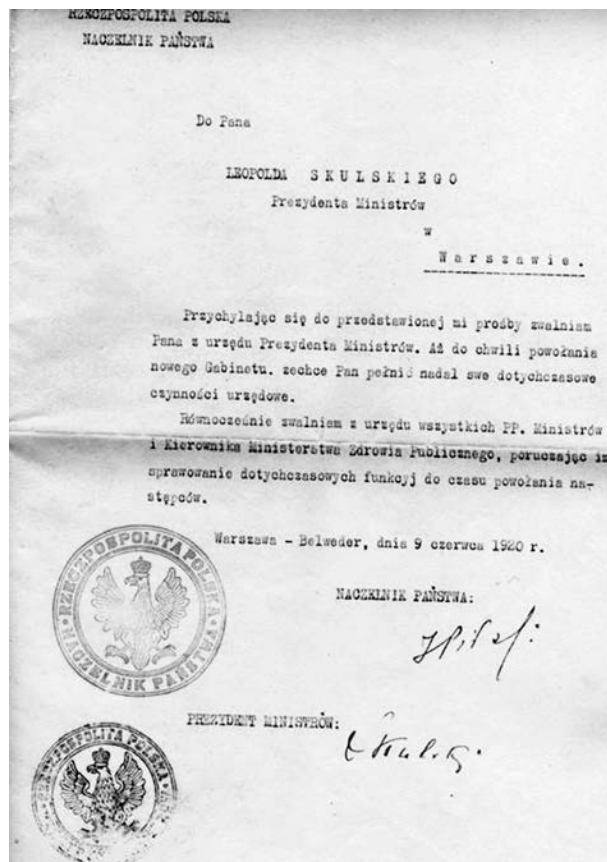 RZECZPOSPOLITA POLSKA
NACZELNIK PAŃSTWA
Do Pana
LEOPOLDA S K U L S K I E G O
Prezydenta Ministrów
w
W a r s z a w i e .
Przychylając się do przedstawionej mi prośby zwalniam
Pana z urzędu Prezydenta Ministrów. Aż do chwili powołania
nowego Gabinetu. zechce Pan pełnić nadal swe dotychczasowe
czynności urzędowe.
Równocześnie zwalniam z urzędu wszystkich PP. Ministrów
i Kierownika Ministerstwa Zdrowia Publicznego, poruczając im
sprawowanie dotychczasowych funkcyj do czasu powołania na-
stępców.
Warszawa - Belweder, dnia 9 czerwca 1920 r.
RZECZPOSPOLITA POLSKA
NACZELNIK PAŃSTWA
NACZELNIK PAŃSTWA:
PREZYDENT MINISTRÓW:
Skulski
RZECZPOSPOLITA POLSKA